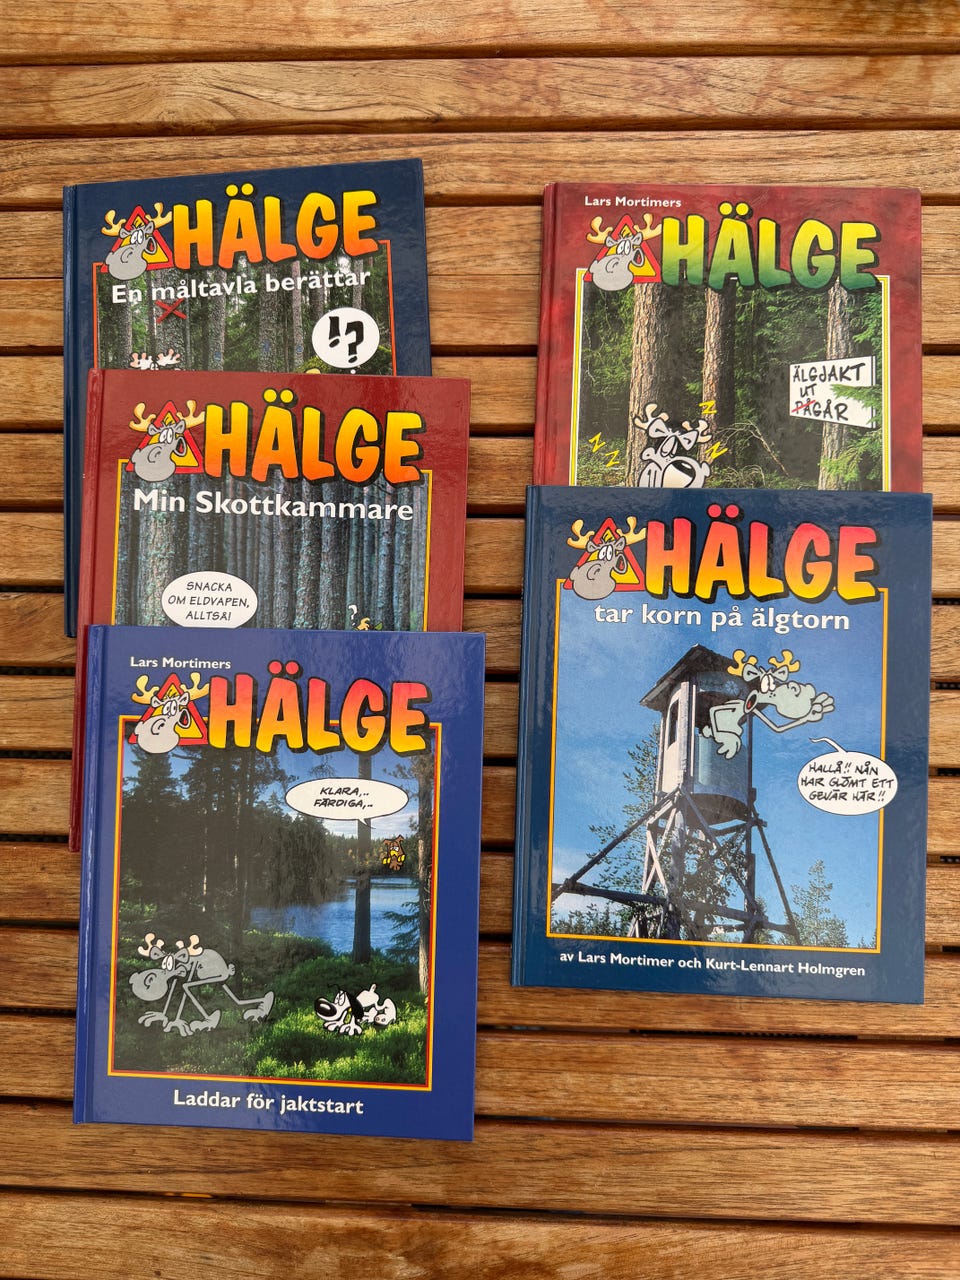 HÄLGE
En måltavla berättar
!?
HÄLGE
Min Skottkammare
SNACKA
OM ELDVAPEN,
ALLTSÅ!
Lars Mortimers
HÄLGE
KLARA,..
FÄRDIGA,..
Laddar för jaktstart
Lars Mortimers
HÄLGE
ÄLGJAKT
UT
PÅGÅR
Z
Z
Z
Z
HÄLGE
tar korn på älgtorn
HALLÅ!! NÅN
HAR GLÖMT ETT
GEVÄR HÄR!!
av Lars Mortimer och Kurt-Lennart Holmgren